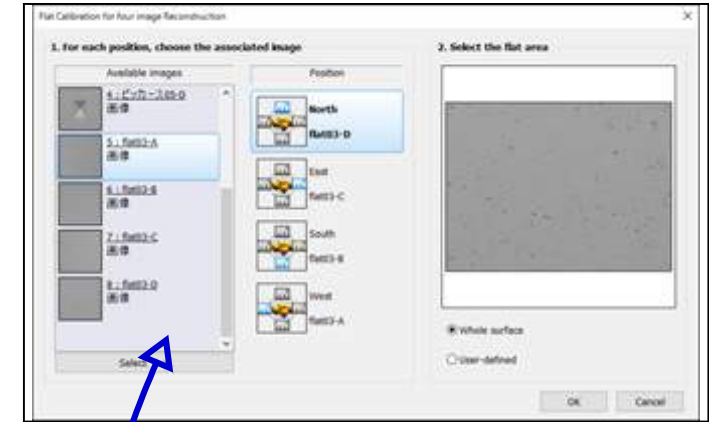 Flat Calibration for four image Reconstruction
1. For each position, choose the associated image
Available images
4 : ビッカース05-D
画像
5 : flat03-A
画像
6 : flat03-B
画像
7 : flat03-C
画像
8 : flat03-D
画像
Select
Position
North
flat03-D
East
flat03-C
South
flat03-B
West
flat03-A
2. Select the flat area
Whole surface
User-defined
OK
Cancel